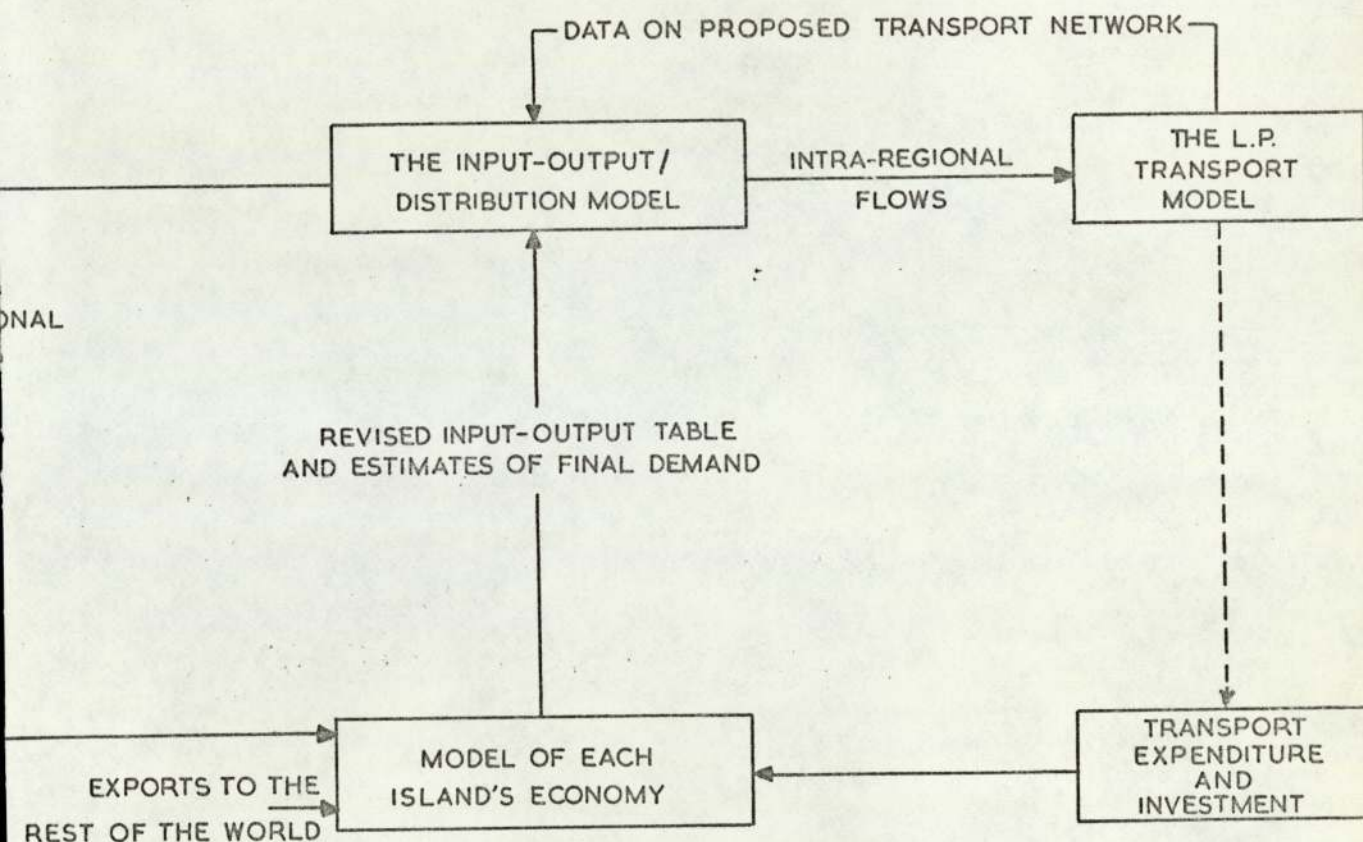 DATA ON PROPOSED TRANSPORT NETWORK
THE INPUT-OUTPUT/
DISTRIBUTION MODEL
INTRA-REGIONAL
FLOWS
THE L.P.
TRANSPORT
MODEL
ONAL
REVISED INPUT-OUTPUT TABLE
AND ESTIMATES OF FINAL DEMAND
EXPORTS TO THE
REST OF THE WORLD
MODEL OF EACH
ISLAND'S ECONOMY
TRANSPORT
EXPENDITURE
AND
INVESTMENT